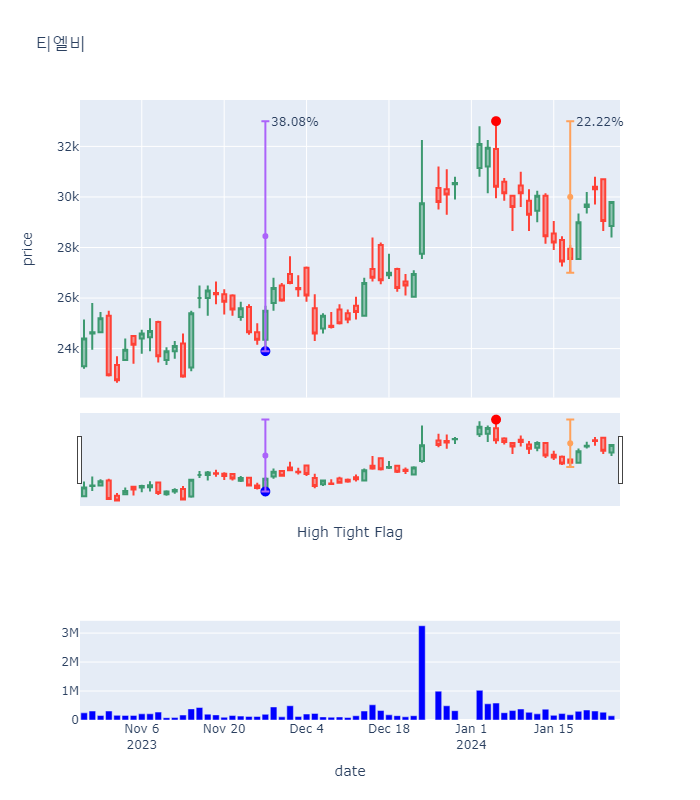 티엘비
38.08%
22.22%
32k
30k
28k
26k
24k
price
High Tight Flag
3M
2M
1M
0
Nov 6
2023
Nov 20
Dec 4
Dec 18
Jan 1
2024
Jan 15
date